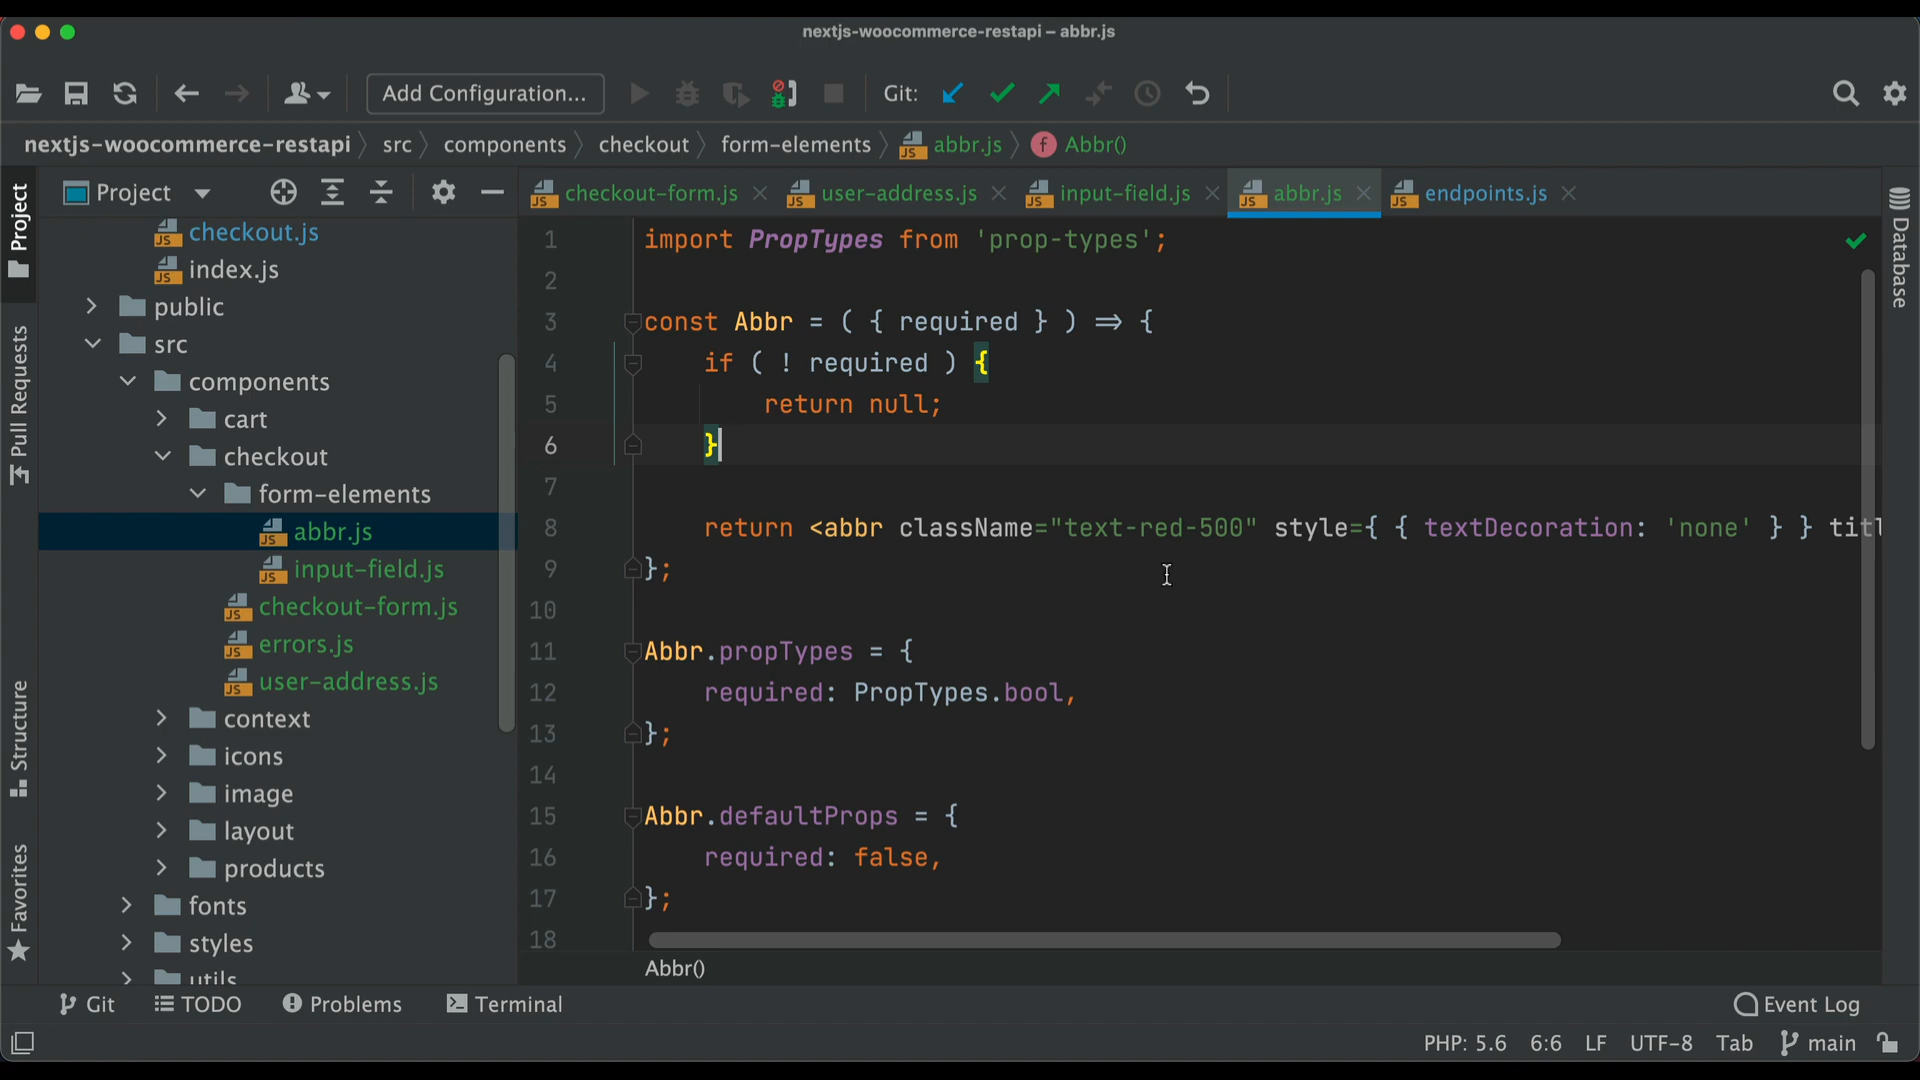 nextjs-woocommerce-restapi – abbr.js
Add Configuration...
Git:
nextjs-woocommerce-restapi
src
components
checkout
form-elements
abbr.js
f Abbr()
Project
Pull Requests
Structure
Favorites
Database
Project
checkout.js
index.js
public
src
components
cart
checkout
form-elements
abbr.js
input-field.js
checkout-form.js
errors.js
user-address.js
context
icons
image
layout
products
fonts
styles
utils
checkout-form.js
user-address.js
input-field.js
abbr.js
endpoints.js
1 import PropTypes from 'prop-types';
2
3 const Abbr = ( { required } ) => {
4 if ( ! required ) {
5 return null;
6 }
7
8 return <abbr className="text-red-500" style={ { textDecoration: 'none' } } titl
9 };
10
11 Abbr.propTypes = {
12 required: PropTypes.bool,
13 };
14
15 Abbr.defaultProps = {
16 required: false,
17 };
18
Abbr()
Git
TODO
Problems
Terminal
Event Log
PHP: 5.6
6:6
LF
UTF-8
Tab
main